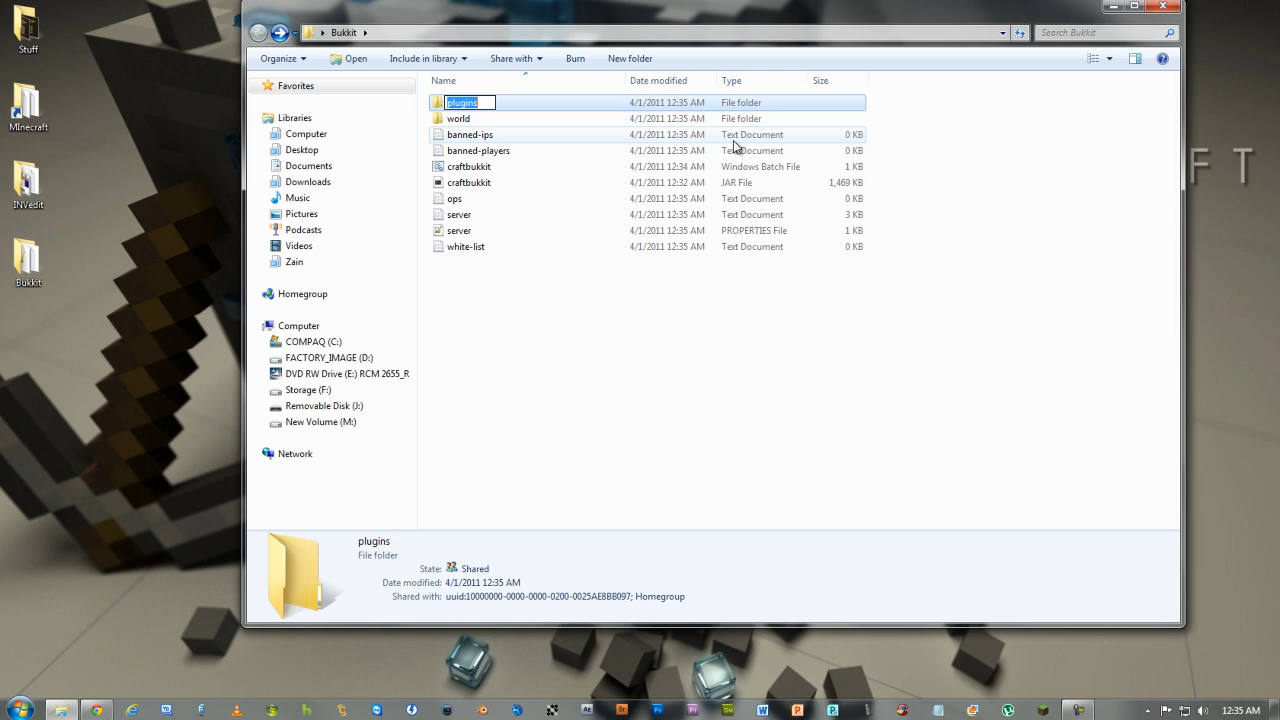 Stuff
MInecraft
INVedit
Bukkit
Bukkit
Search Bukkit
Organize
Open
Include in library
Share with
Burn
New folder
Name
Date modified
Type
Size
plugins 4/1/2011 12:35 AM File folder
world 4/1/2011 12:35 AM File folder
banned-ips 4/1/2011 12:35 AM Text Document 0 KB
banned-players 4/1/2011 12:35 AM Text Document 0 KB
craftbukkit 4/1/2011 12:34 AM Windows Batch File 1 KB
craftbukkit 4/1/2011 12:32 AM JAR File 1,469 KB
ops 4/1/2011 12:35 AM Text Document 0 KB
server 4/1/2011 12:35 AM Text Document 3 KB
server 4/1/2011 12:35 AM PROPERTIES File 1 KB
white-list 4/1/2011 12:35 AM Text Document 0 KB
Favorites
Libraries
Computer
Desktop
Documents
Downloads
Music
Pictures
Podcasts
Videos
Zain
Homegroup
Computer
COMPAQ (C:)
FACTORY_IMAGE (D:)
DVD RW Drive (E:) RCM 2655_R
Storage (F:)
Removable Disk (J:)
New Volume (M:)
Network
F T
plugins
File folder
State: Shared
Date modified: 4/1/2011 12:35 AM
Shared with: uuid:10000000-0000-0000-0200-0025AE8BB097; Homegroup
Ae
Br
Ps
Pr
Dw
W
P
P
12:35 AM